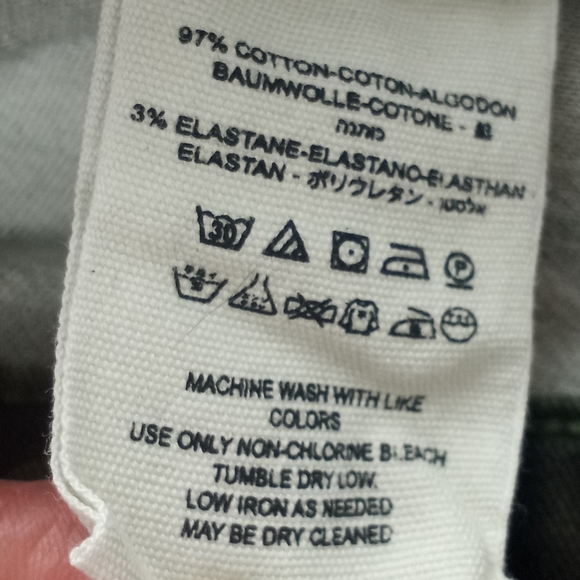 97% COTTON-COTON-ALGODON
BAUMWOLLE-COTONE - 綿
כותנה
3% ELASTANE-ELASTANO-ELASTHAN
ELASTAN - ポリウレタン - אלסטן
30
P
MACHINE WASH WITH LIKE
COLORS
USE ONLY NON-CHLORINE BLEACH
TUMBLE DRY LOW.
LOW IRON AS NEEDED
MAY BE DRY CLEANED